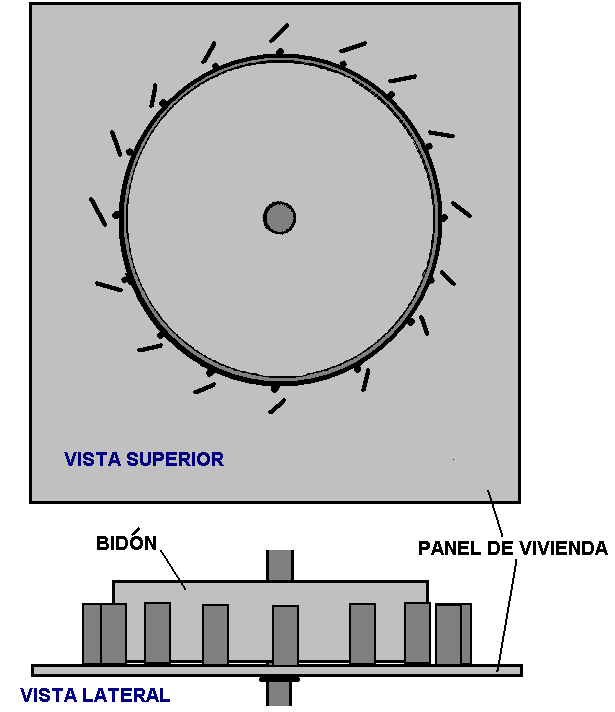 VISTA SUPERIOR
BIDÓN
PANEL DE VIVIENDA
VISTA LATERAL